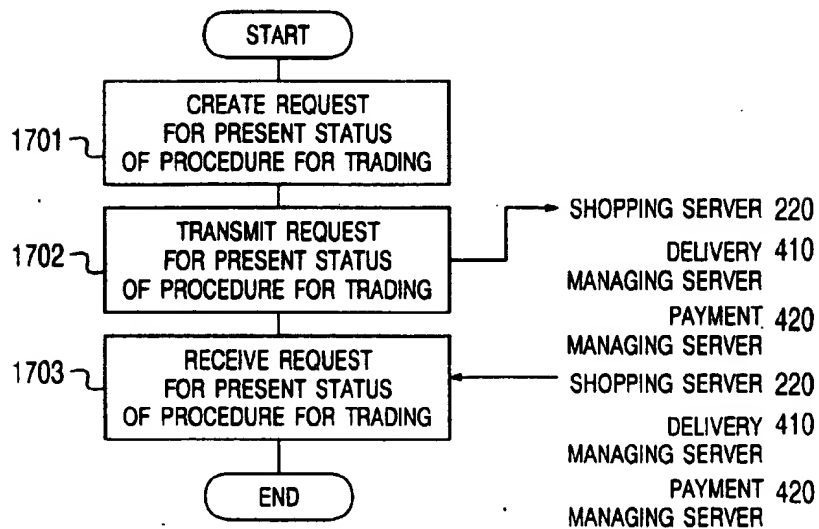 START
CREATE REQUEST
FOR PRESENT STATUS
OF PROCEDURE FOR TRADING
1701
TRANSMIT REQUEST
FOR PRESENT STATUS
OF PROCEDURE FOR TRADING
1702
SHOPPING SERVER 220
DELIVERY 410
MANAGING SERVER
PAYMENT 420
MANAGING SERVER
RECEIVE REQUEST
FOR PRESENT STATUS
OF PROCEDURE FOR TRADING
1703
SHOPPING SERVER 220
DELIVERY 410
MANAGING SERVER
PAYMENT 420
MANAGING SERVER
END